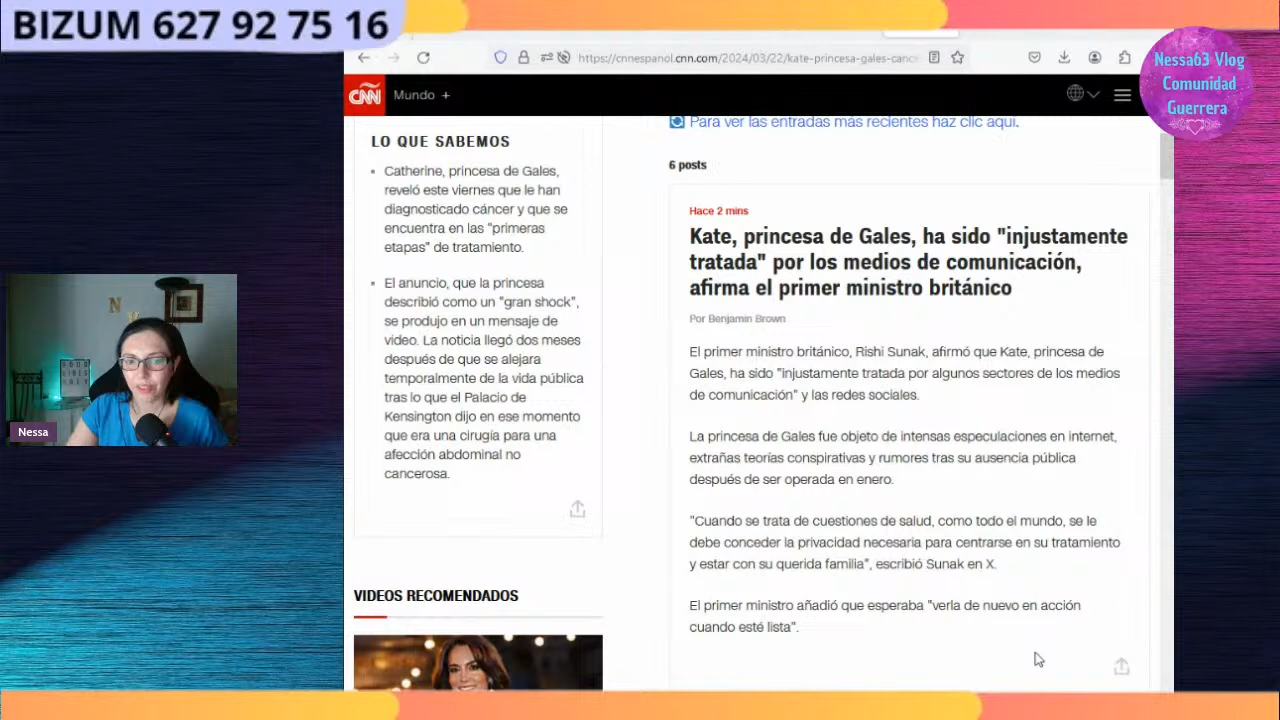 BIZUM 627 92 75 16
https://cnnespanol.cnn.com/2024/03/22/kate-princesa-gales-cance
Nessa63 Vlog
Comunidad
Guerrera
CNN
Mundo +
LO QUE SABEMOS
• Catherine, princesa de Gales,
reveló este viernes que le han
diagnosticado cáncer y que se
encuentra en las "primeras
etapas" de tratamiento.
• El anuncio, que la princesa
describió como un "gran shock",
se produjo en un mensaje de
video. La noticia llegó dos meses
después de que se alejara
temporalmente de la vida pública
tras lo que el Palacio de
Kensington dijo en ese momento
que era una cirugía para una
afección abdominal no
cancerosa.
VIDEOS RECOMENDADOS
Para ver las entradas más recientes haz clic aquí.
6 posts
Hace 2 mins
Kate, princesa de Gales, ha sido "injustamente
tratada" por los medios de comunicación,
afirma el primer ministro británico
Por Benjamin Brown
El primer ministro británico, Rishi Sunak, afirmó que Kate, princesa de
Gales, ha sido "injustamente tratada por algunos sectores de los medios
de comunicación" y las redes sociales.
La princesa de Gales fue objeto de intensas especulaciones en internet,
extrañas teorías conspirativas y rumores tras su ausencia pública
después de ser operada en enero.
"Cuando se trata de cuestiones de salud, como todo el mundo, se le
debe conceder la privacidad necesaria para centrarse en su tratamiento
y estar con su querida familia", escribió Sunak en X.
El primer ministro añadió que esperaba "verla de nuevo en acción
cuando esté lista".
Nessa